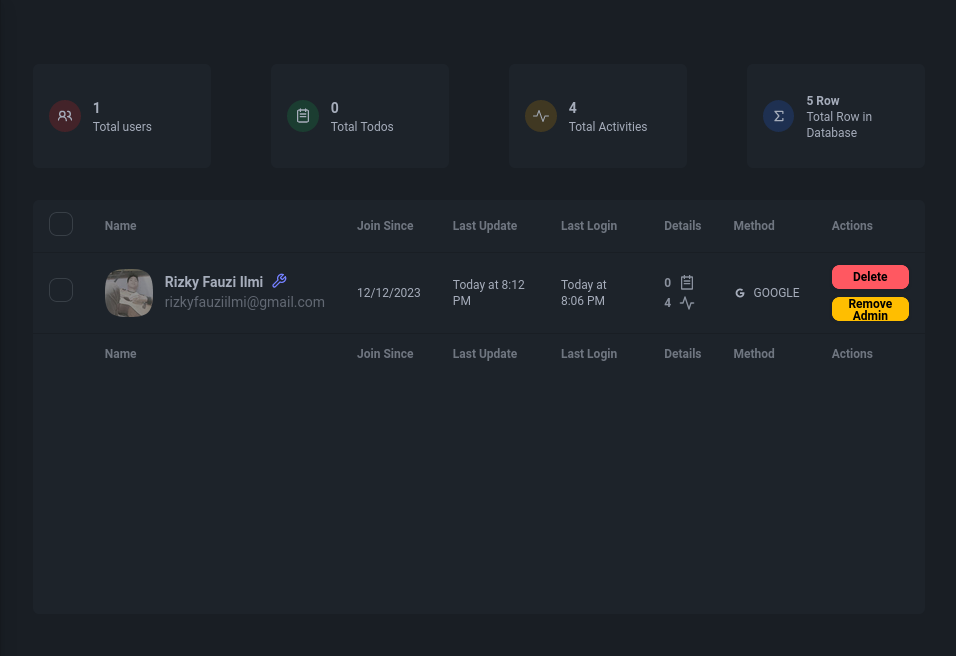 1
Total users
0
Total Todos
4
Total Activities
5 Row
Total Row in
Database
Name Join Since Last Update Last Login Details Method Actions
Rizky Fauzi Ilmi
rizkyfauziilmi@gmail.com
12/12/2023
Today at 8:12
PM
Today at
8:06 PM
0
4
GOOGLE
Delete
Remove
Admin
Name Join Since Last Update Last Login Details Method Actions